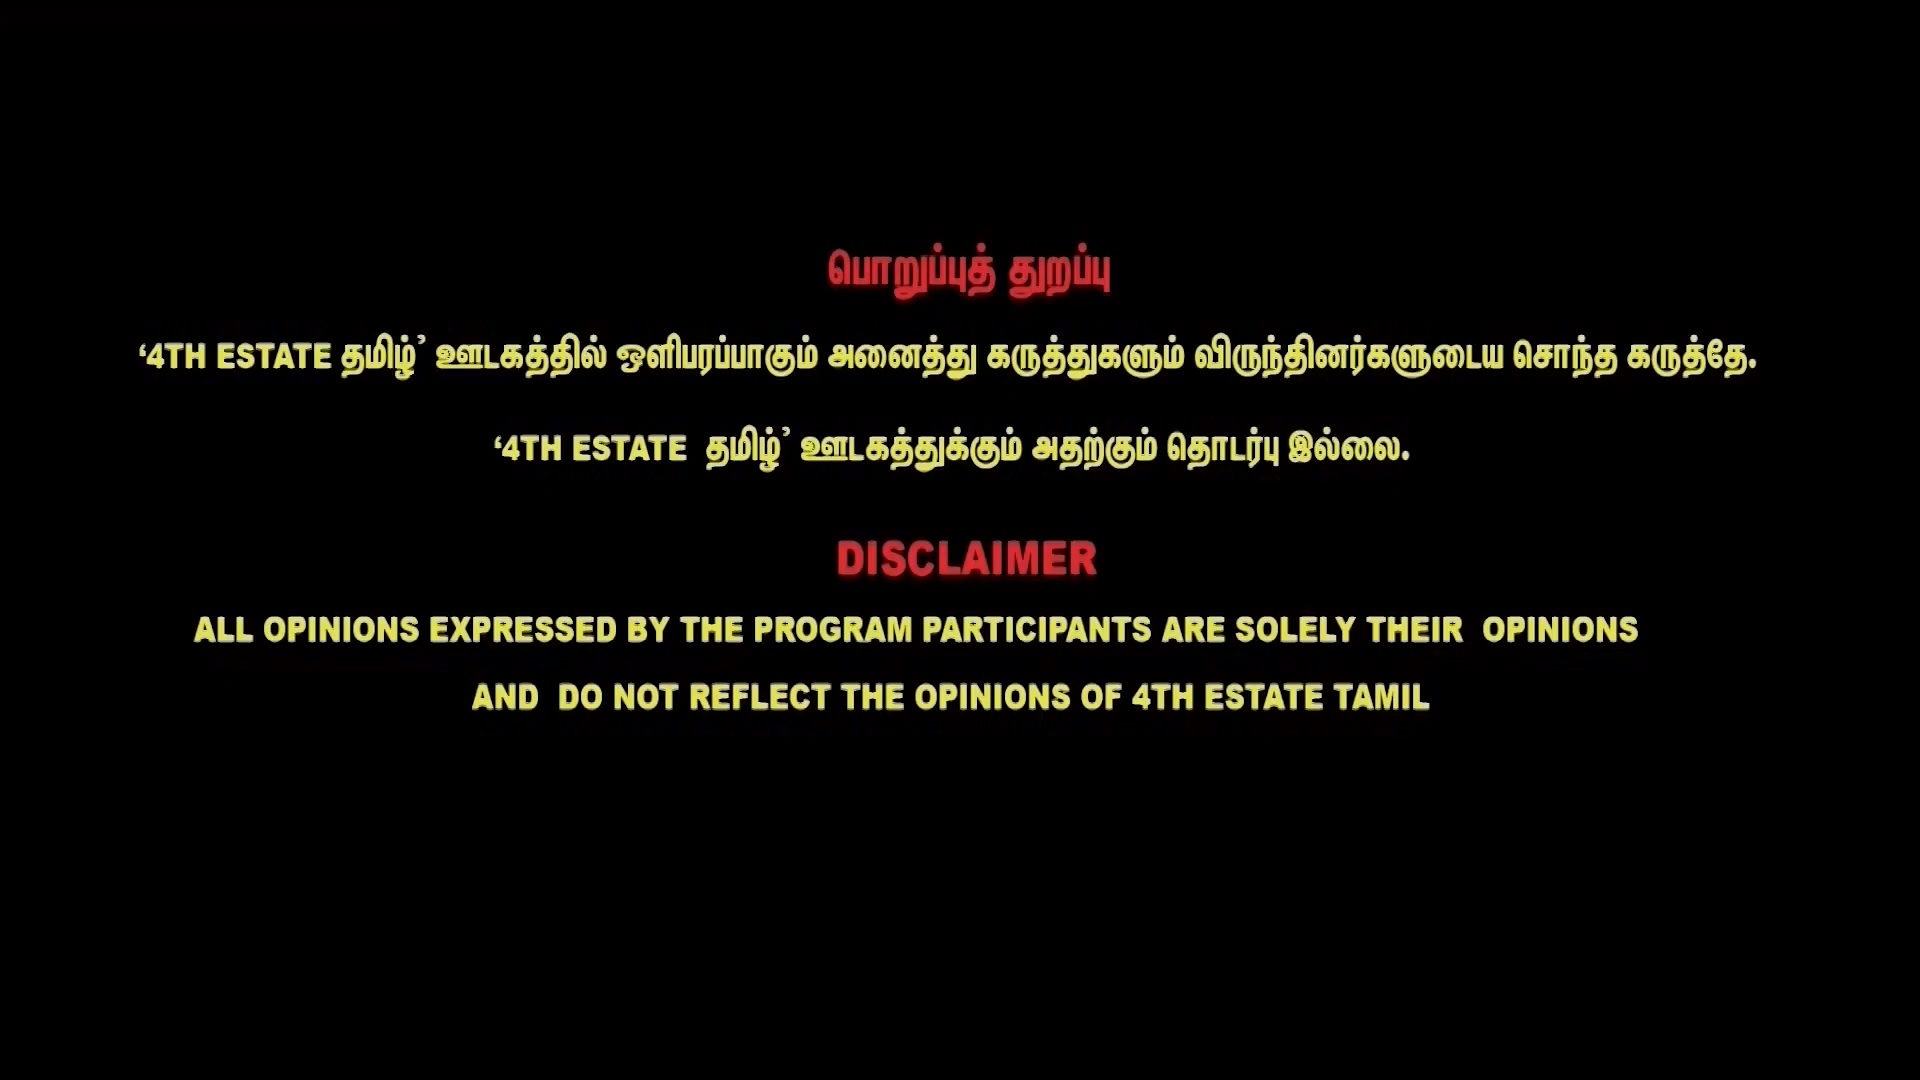 பொறுப்புத் துறப்பு
‘4TH ESTATE தமிழ்’ ஊடகத்தில் ஒளிபரப்பாகும் அனைத்து கருத்துகளும் விருந்தினர்களுடைய சொந்த கருத்தே.
‘4TH ESTATE தமிழ்’ ஊடகத்துக்கும் அதற்கும் தொடர்பு இல்லை.
DISCLAIMER
ALL OPINIONS EXPRESSED BY THE PROGRAM PARTICIPANTS ARE SOLELY THEIR OPINIONS
AND DO NOT REFLECT THE OPINIONS OF 4TH ESTATE TAMIL